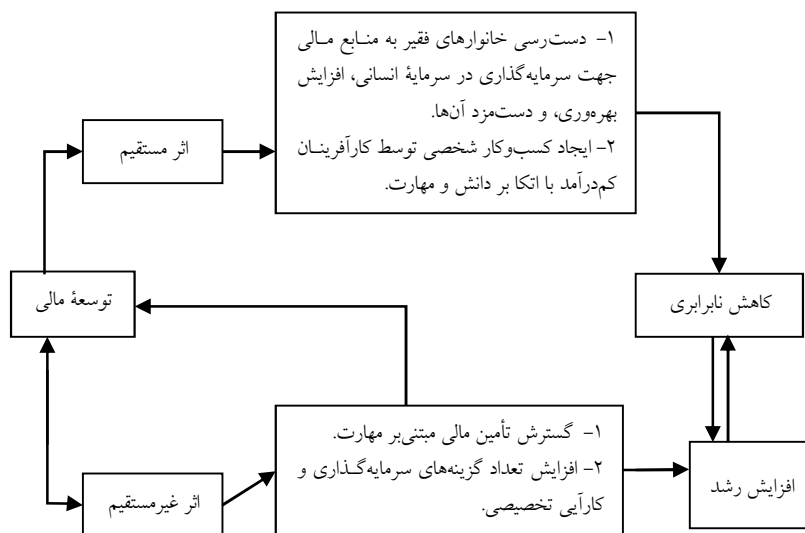 ۱- دست‌رسی خانوارهای فقیر به منابع مالی
جهت سرمایه‌گذاری در سرمایهٔ انسانی، افزایش
بهره‌وری، و دست‌مزد آن‌ها.
۲- ایجاد کسب‌وکار شخصی توسط کارآفرینان
کم‌درآمد با اتکا بر دانش و مهارت.
اثر مستقیم
توسعهٔ مالی
کاهش نابرابری
۱- گسترش تأمین مالی مبتنی‌بر مهارت.
۲- افزایش تعداد گزینه‌های سرمایه‌گذاری و
کارآیی تخصیصی.
اثر غیرمستقیم
افزایش رشد